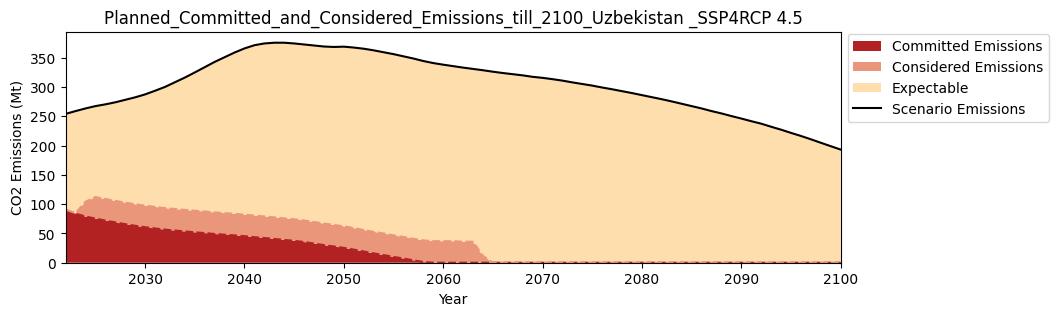 Planned_Committed_and_Considered_Emissions_till_2100_Uzbekistan _SSP4RCP 4.5
CO2 Emissions (Mt)
350
300
250
200
150
100
50
0
2030
2040
2050
2060
2070
2080
2090
2100
Year
Committed Emissions
Considered Emissions
Expectable
Scenario Emissions